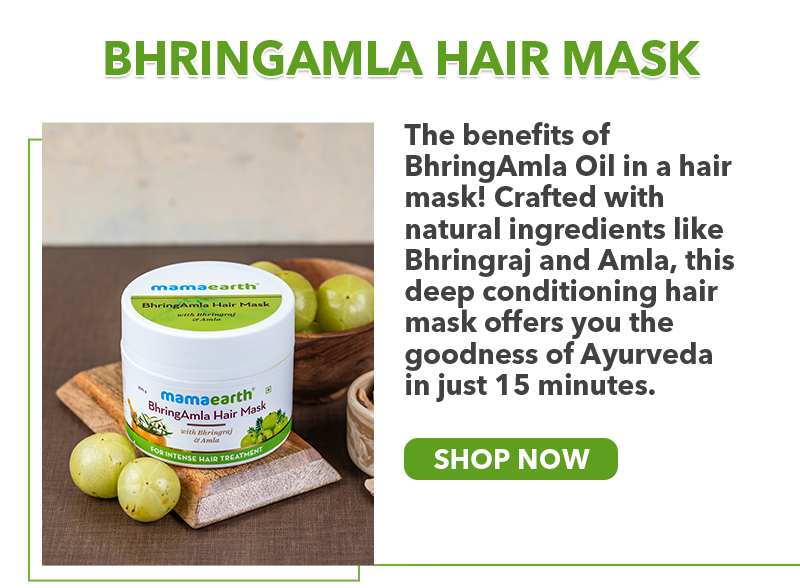 BHRINGAMLA HAIR MASK
mamaearth®
BhringAmla Hair Mask
with Bhringraj
& Amla
mamaearth®
BhringAmla Hair Mask
with Bhringraj
& Amla
FOR INTENSE HAIR TREATMENT
The benefits of
BhringAmla Oil in a hair
mask! Crafted with
natural ingredients like
Bhringraj and Amla, this
deep conditioning hair
mask offers you the
goodness of Ayurveda
in just 15 minutes.
SHOP NOW